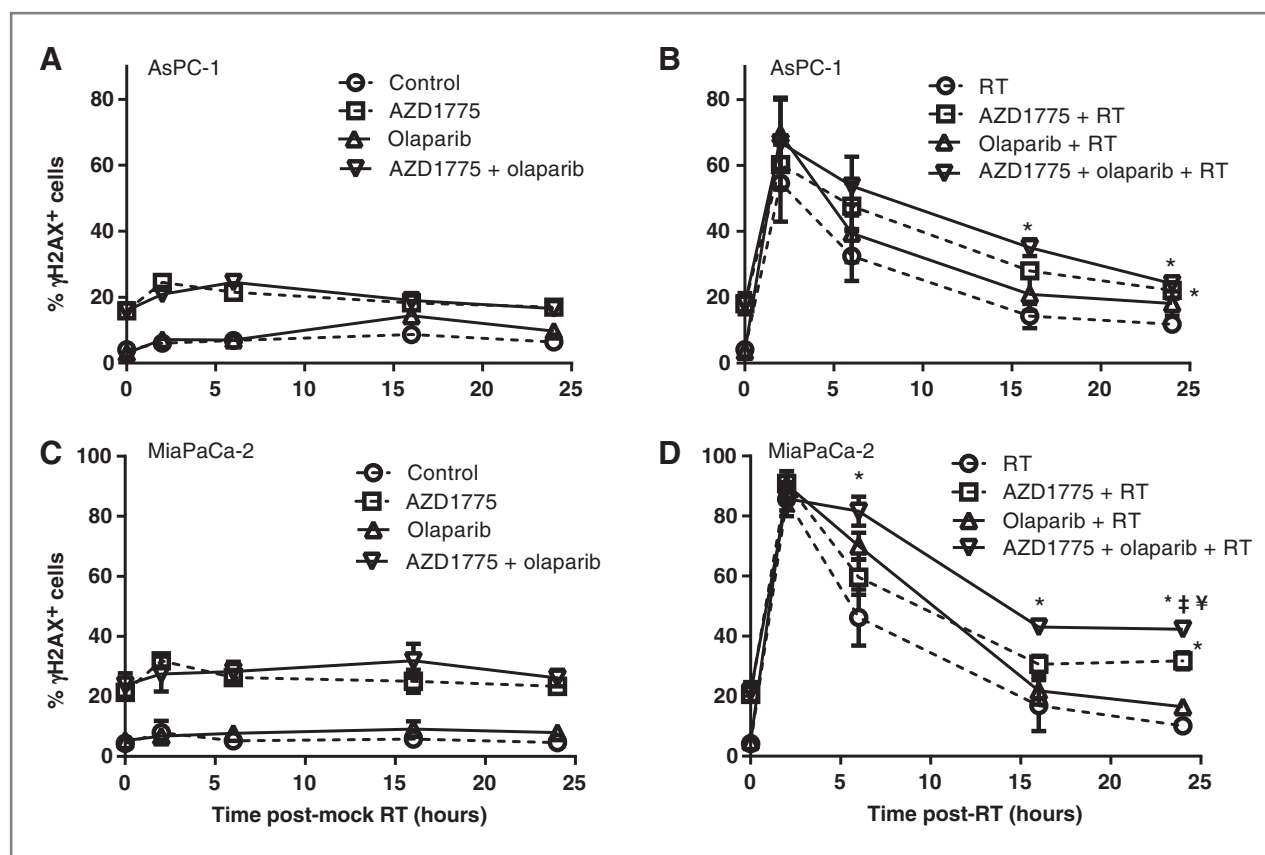 A
AsPC-1
Control
AZD1775
Olaparib
AZD1775 + olaparib
% γH2AX⁺ cells
80
60
40
20
0
0 5 10 15 20 25
B
AsPC-1
RT
AZD1775 + RT
Olaparib + RT
AZD1775 + olaparib + RT
80
60
40
20
0
* * *
0 5 10 15 20 25
C
MiaPaCa-2
Control
AZD1775
Olaparib
AZD1775 + olaparib
% γH2AX⁺ cells
100
80
60
40
20
0
0 5 10 15 20 25
Time post-mock RT (hours)
D
MiaPaCa-2
RT
AZD1775 + RT
Olaparib + RT
AZD1775 + olaparib + RT
100
80
60
40
20
0
*
*
* ‡ ¥
*
0 5 10 15 20 25
Time post-RT (hours)